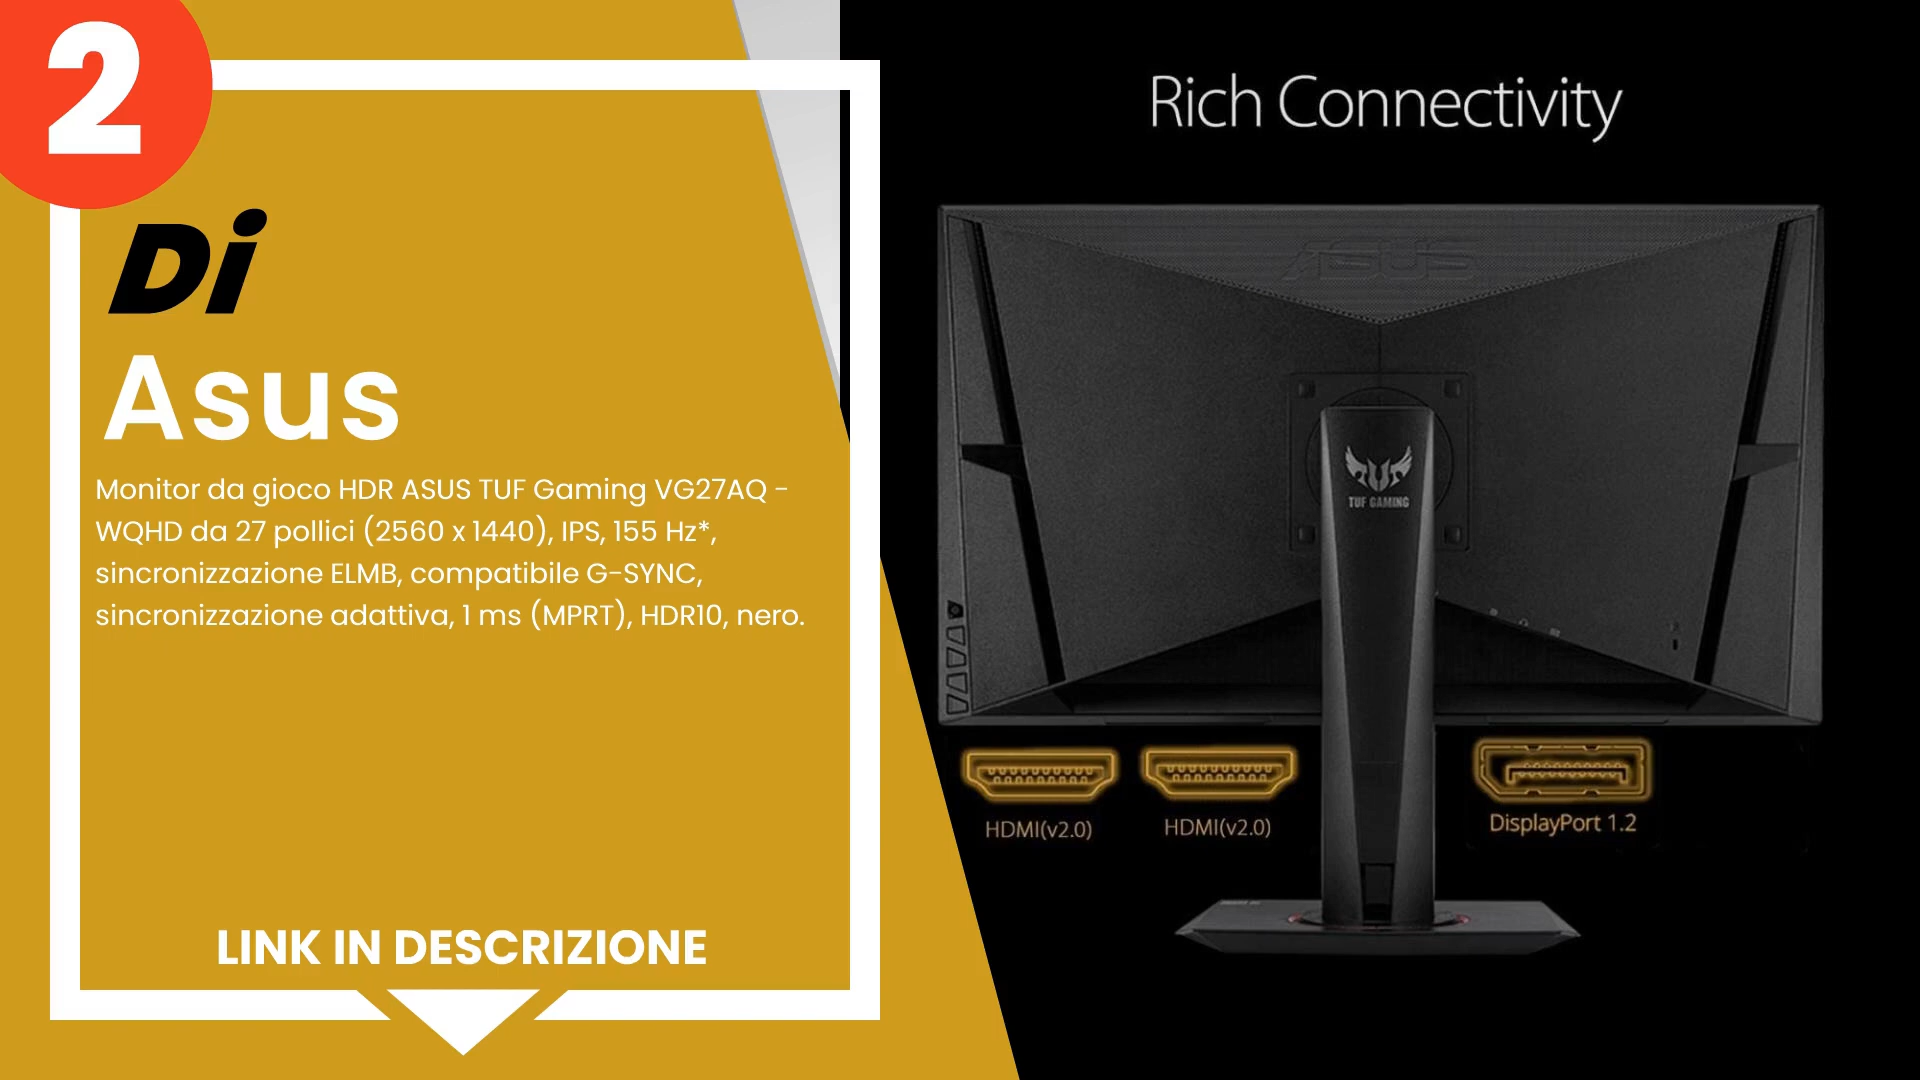 2
Di
Asus
Monitor da gioco HDR ASUS TUF Gaming VG27AQ -
WQHD da 27 pollici (2560 x 1440), IPS, 155 Hz*,
sincronizzazione ELMB, compatibile G-SYNC,
sincronizzazione adattiva, 1 ms (MPRT), HDR10, nero.
LINK IN DESCRIZIONE
Rich Connectivity
ASUS
TUF GAMING
HDMI(v2.0)
HDMI(v2.0)
DisplayPort 1.2